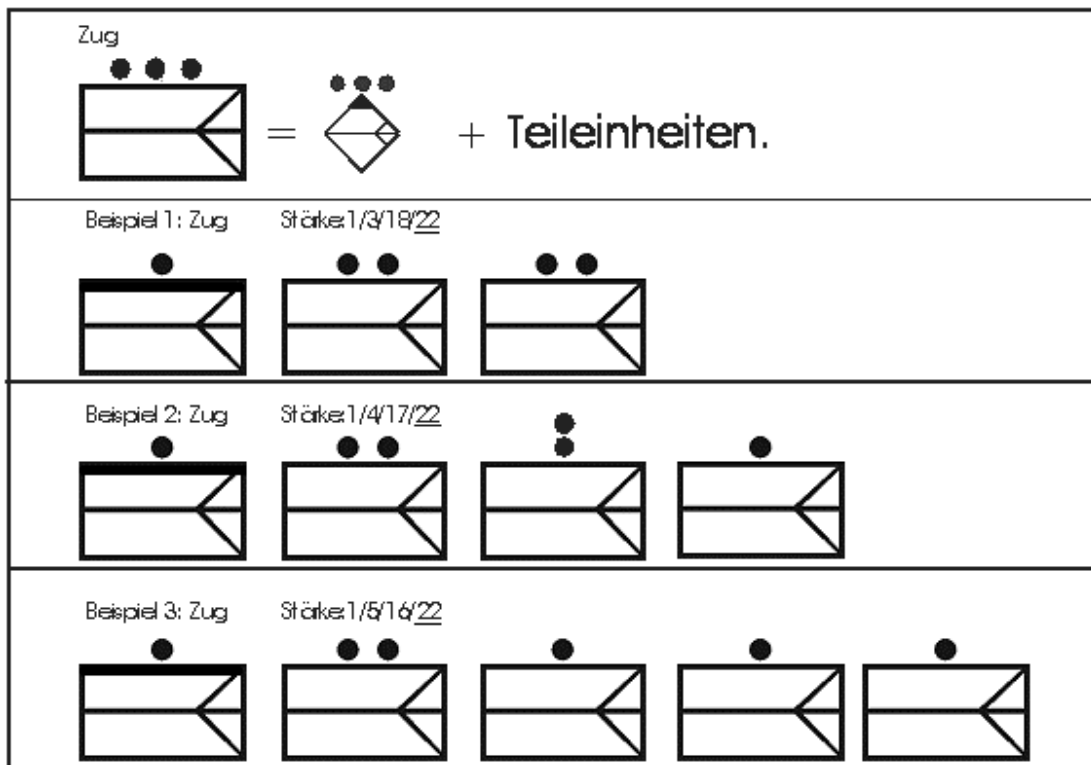 Zug
= + Teileinheiten.
Beispiel 1: Zug Stärke:1/3/18/22
Beispiel 2: Zug Stärke:1/4/17/22
Beispiel 3: Zug Stärke:1/5/16/22